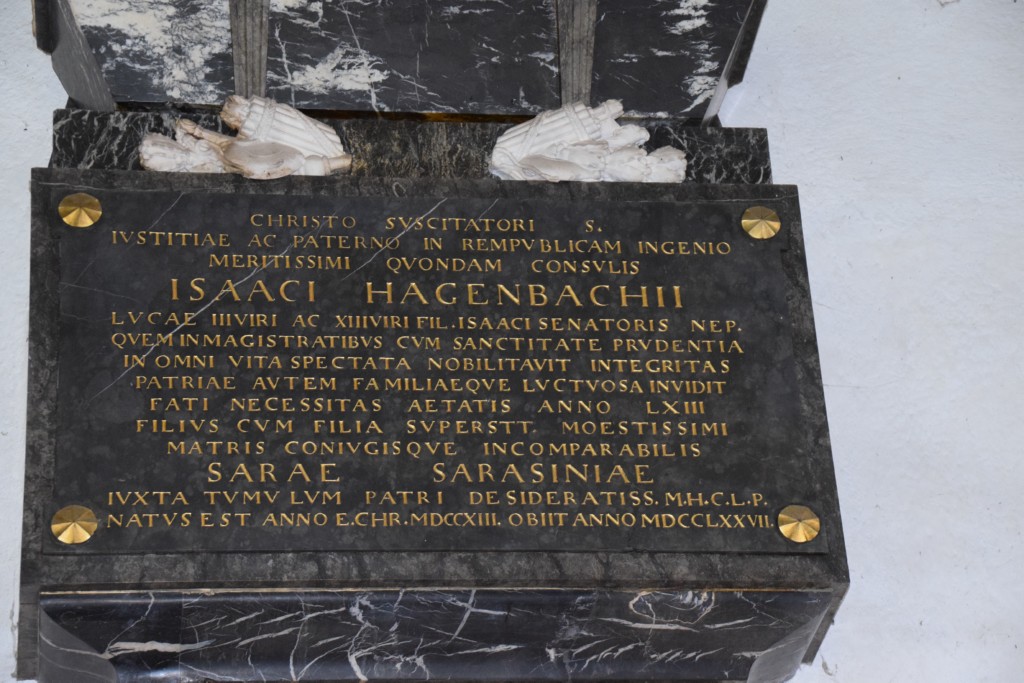 CHRISTO SVSCITATORI S.
IVSTITIAE AC PATERNO IN REMPVBLICAM INGENIO
MERITISSIMI QVONDAM CONSVLIS
ISAACI HAGENBACHII
LVCAE IIIVIRI AC XIIIVIRI FIL. ISAACI SENATORIS NEP.
QVEM IN MAGISTRATIBVS CVM SANCTITATE PRVDENTIA
IN OMNI VITA SPECTATA NOBILITAVIT INTEGRITAS
PATRIAE AVTEM FAMILIAEQVE LVCTVOSA INVIDIT
FATI NECESSITAS AETATIS ANNO LXIII
FILIVS CVM FILIA SVPERSTT. MOESTISSIMI
MATRIS CONIVGISQVE INCOMPARABILIS
SARAE SARASINIAE
IVXTA TVMVLVM PATRI DESIDERATISS. M.H.C.L.P.
NATVS EST ANNO E.CHR. MDCCXIII. OBIIT ANNO MDCCLXXVII.